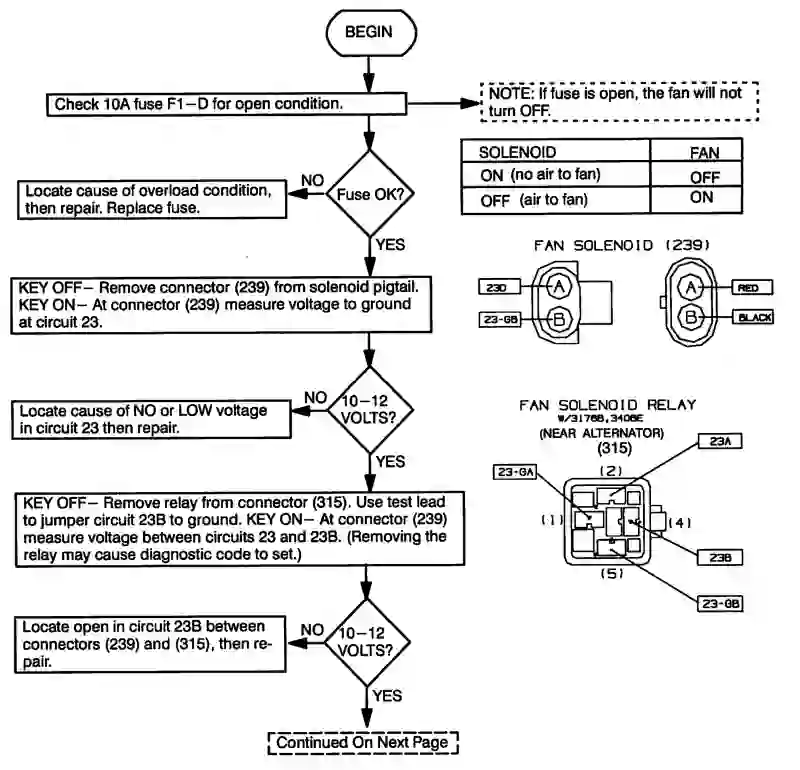 BEGIN
Check 10A fuse F1–D for open condition.
NOTE: If fuse is open, the fan will not
turn OFF.
SOLENOID FAN
ON (no air to fan) OFF
OFF (air to fan) ON
NO
Fuse OK?
Locate cause of overload condition,
then repair. Replace fuse.
YES
KEY OFF– Remove connector (239) from solenoid pigtail.
KEY ON– At connector (239) measure voltage to ground
at circuit 23.
FAN SOLENOID (239)
23D
A
23-GB
B
A
RED
B
BLACK
NO
10–12
VOLTS?
Locate cause of NO or LOW voltage
in circuit 23 then repair.
YES
FAN SOLENOID RELAY
W/3176B,3406E
(NEAR ALTERNATOR)
(315)
23A
23-GA
(2)
(1)
(4)
(5)
23B
23-GB
KEY OFF– Remove relay from connector (315). Use test lead
to jumper circuit 23B to ground. KEY ON– At connector (239)
measure voltage between circuits 23 and 23B. (Removing the
relay may cause diagnostic code to set.)
NO
10–12
VOLTS?
Locate open in circuit 23B between
connectors (239) and (315), then re-
pair.
YES
Continued On Next Page